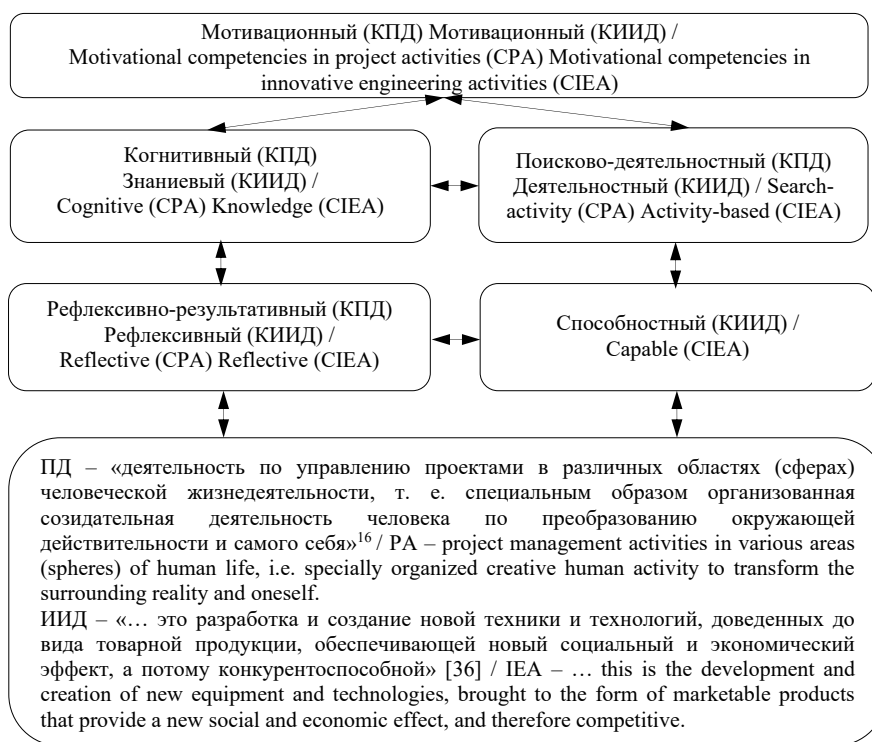 Мотивационный (КПД) Мотивационный (КИИД) /
Motivational competencies in project activities (CPA) Motivational competencies in
innovative engineering activities (CIEA)
Когнитивный (КПД)
Знаниевый (КИИД) /
Cognitive (CPA) Knowledge (CIEA)
Поисково-деятельностный (КПД)
Деятельностный (КИИД) / Search-
activity (CPA) Activity-based (CIEA)
Рефлексивно-результативный (КПД)
Рефлексивный (КИИД) /
Reflective (CPA) Reflective (CIEA)
Способностный (КИИД) /
Capable (CIEA)
ПД – «деятельность по управлению проектами в различных областях (сферах)
человеческой жизнедеятельности, т. е. специальным образом организованная
созидательная деятельность человека по преобразованию окружающей
действительности и самого себя»¹⁶ / PA – project management activities in various areas
(spheres) of human life, i.e. specially organized creative human activity to transform the
surrounding reality and oneself.
ИИД – «… это разработка и создание новой техники и технологий, доведенных до
вида товарной продукции, обеспечивающей новый социальный и экономический
эффект, а потому конкурентоспособной» [36] / IEA – … this is the development and
creation of new equipment and technologies, brought to the form of marketable products
that provide a new social and economic effect, and therefore competitive.